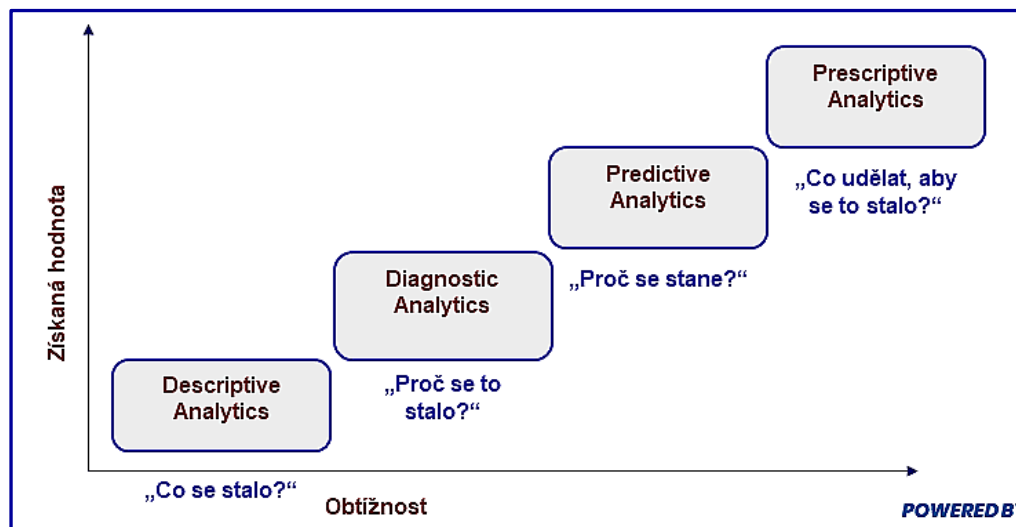 Prescriptive
Analytics
„Co udělat, aby
se to stalo?“
Predictive
Analytics
„Proč se stane?“
Diagnostic
Analytics
„Proč se to
stalo?“
Descriptive
Analytics
„Co se stalo?“
Získaná hodnota
Obtížnost
POWERED BY